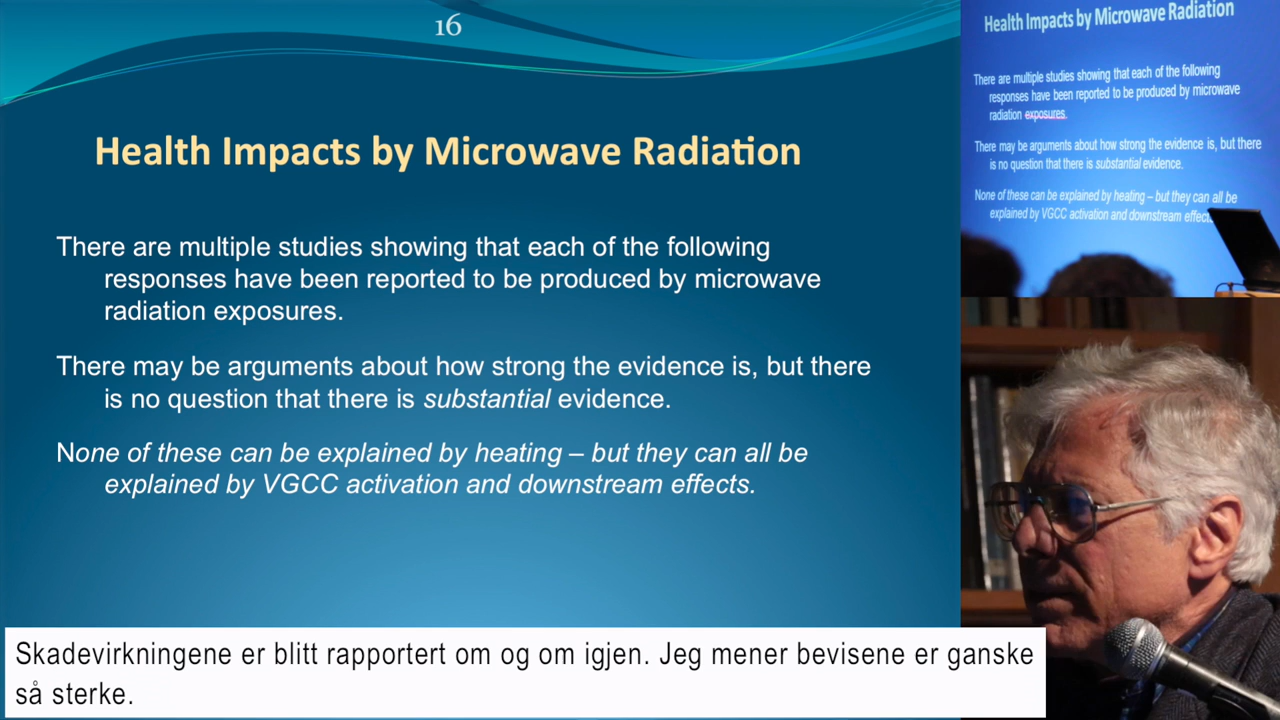 16
Health Impacts by Microwave Radiation
There are multiple studies showing that each of the following
responses have been reported to be produced by microwave
radiation exposures.
There may be arguments about how strong the evidence is, but there
is no question that there is substantial evidence.
None of these can be explained by heating – but they can all be
explained by VGCC activation and downstream effects.
Health Impacts by Microwave Radiation
There are multiple studies showing that each of the following
responses have been reported to be produced by microwave
radiation exposures.
There may be arguments about how strong the evidence is, but there
is no question that there is substantial evidence.
None of these can be explained by heating – but they can all be
explained by VGCC activation and downstream
Skadevirkningene er blitt rapportert om og om igjen. Jeg mener bevisene er ganske
så sterke.